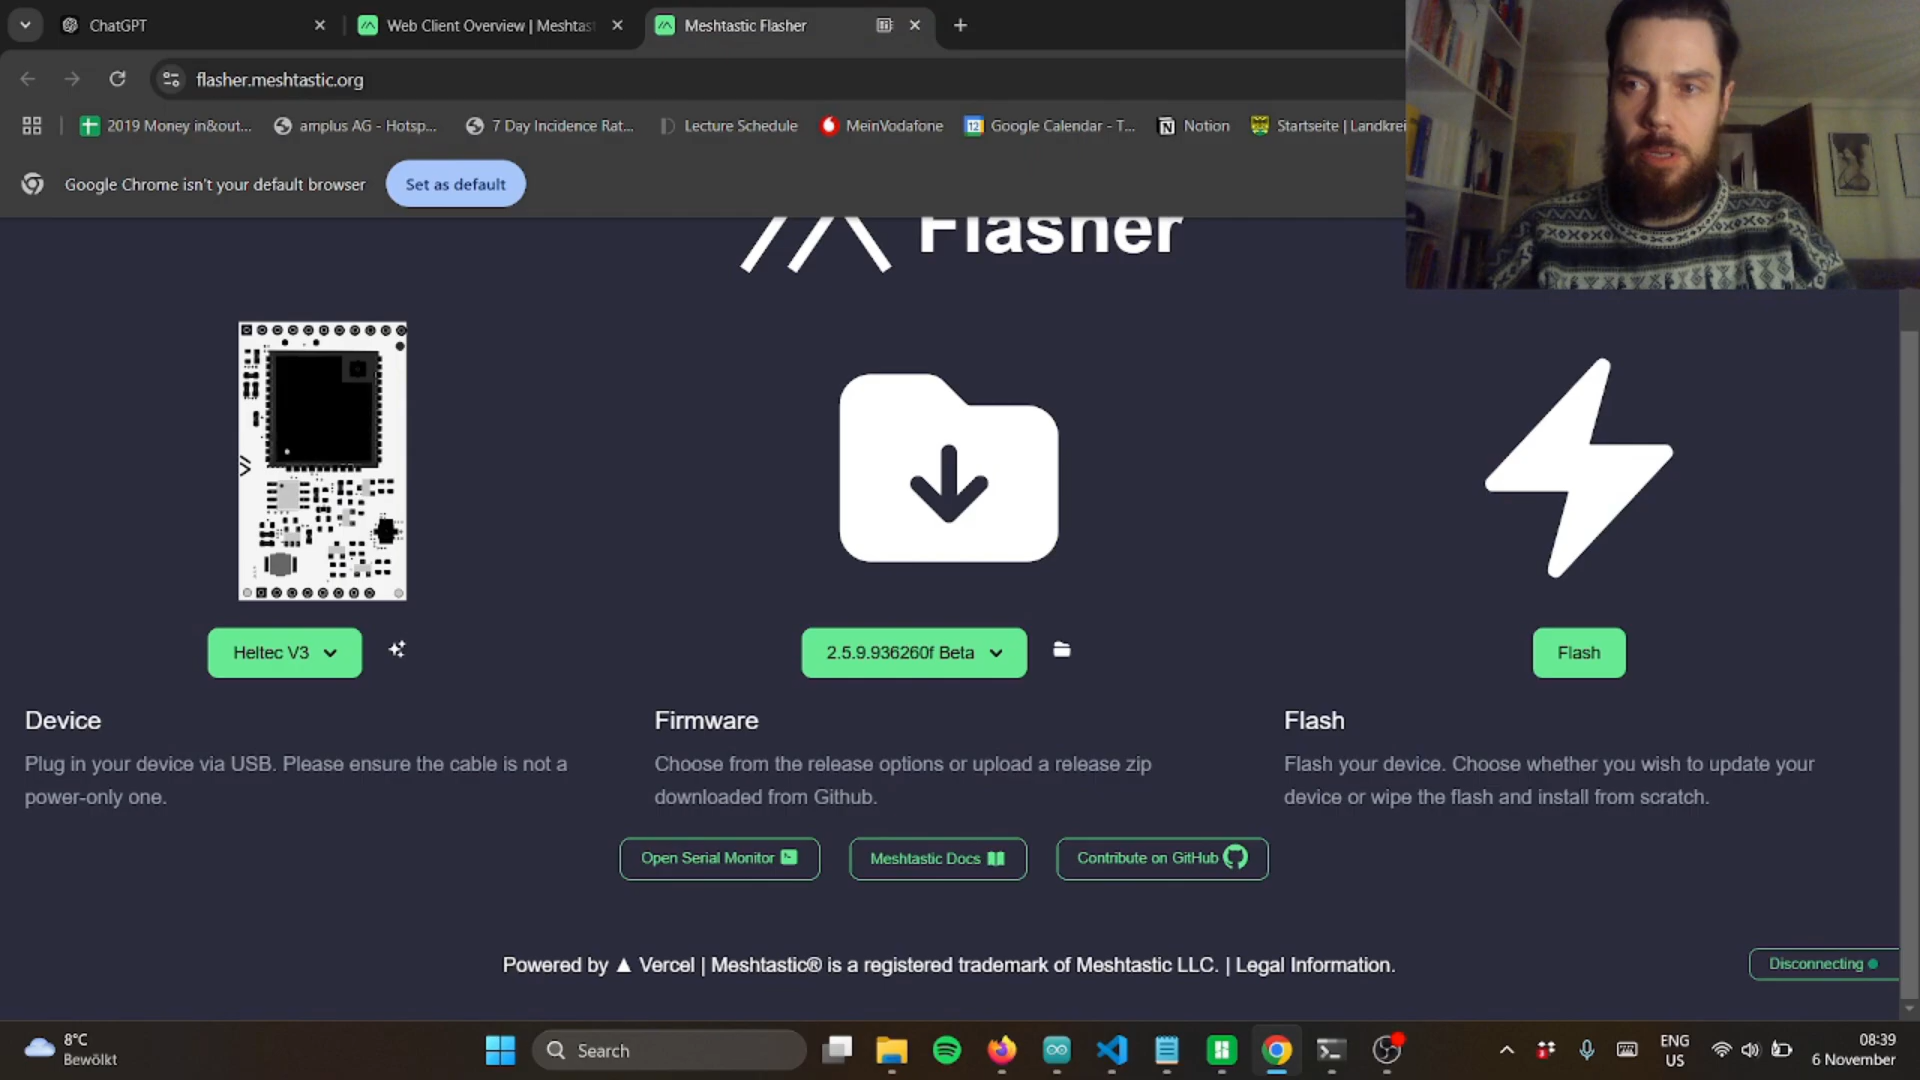 ChatGPT
Web Client Overview | Meshtas
Meshtastic Flasher
flasher.meshtastic.org
2019 Money in&out...
amplus AG - Hotsp...
7 Day Incidence Rat...
Lecture Schedule
MeinVodafone
Google Calendar - T...
Notion
Startseite | Landkrei
Google Chrome isn't your default browser
Set as default
Flasher
Heltec V3
2.5.9.936260f Beta
Flash
Device
Plug in your device via USB. Please ensure the cable is not a
power-only one.
Firmware
Choose from the release options or upload a release zip
downloaded from Github.
Flash
Flash your device. Choose whether you wish to update your
device or wipe the flash and install from scratch.
Open Serial Monitor
Meshtastic Docs
Contribute on GitHub
Powered by ▲ Vercel | Meshtastic® is a registered trademark of Meshtastic LLC. | Legal Information.
Disconnecting
8°C
Bewölkt
Search
ENG
US
08:39
6 November